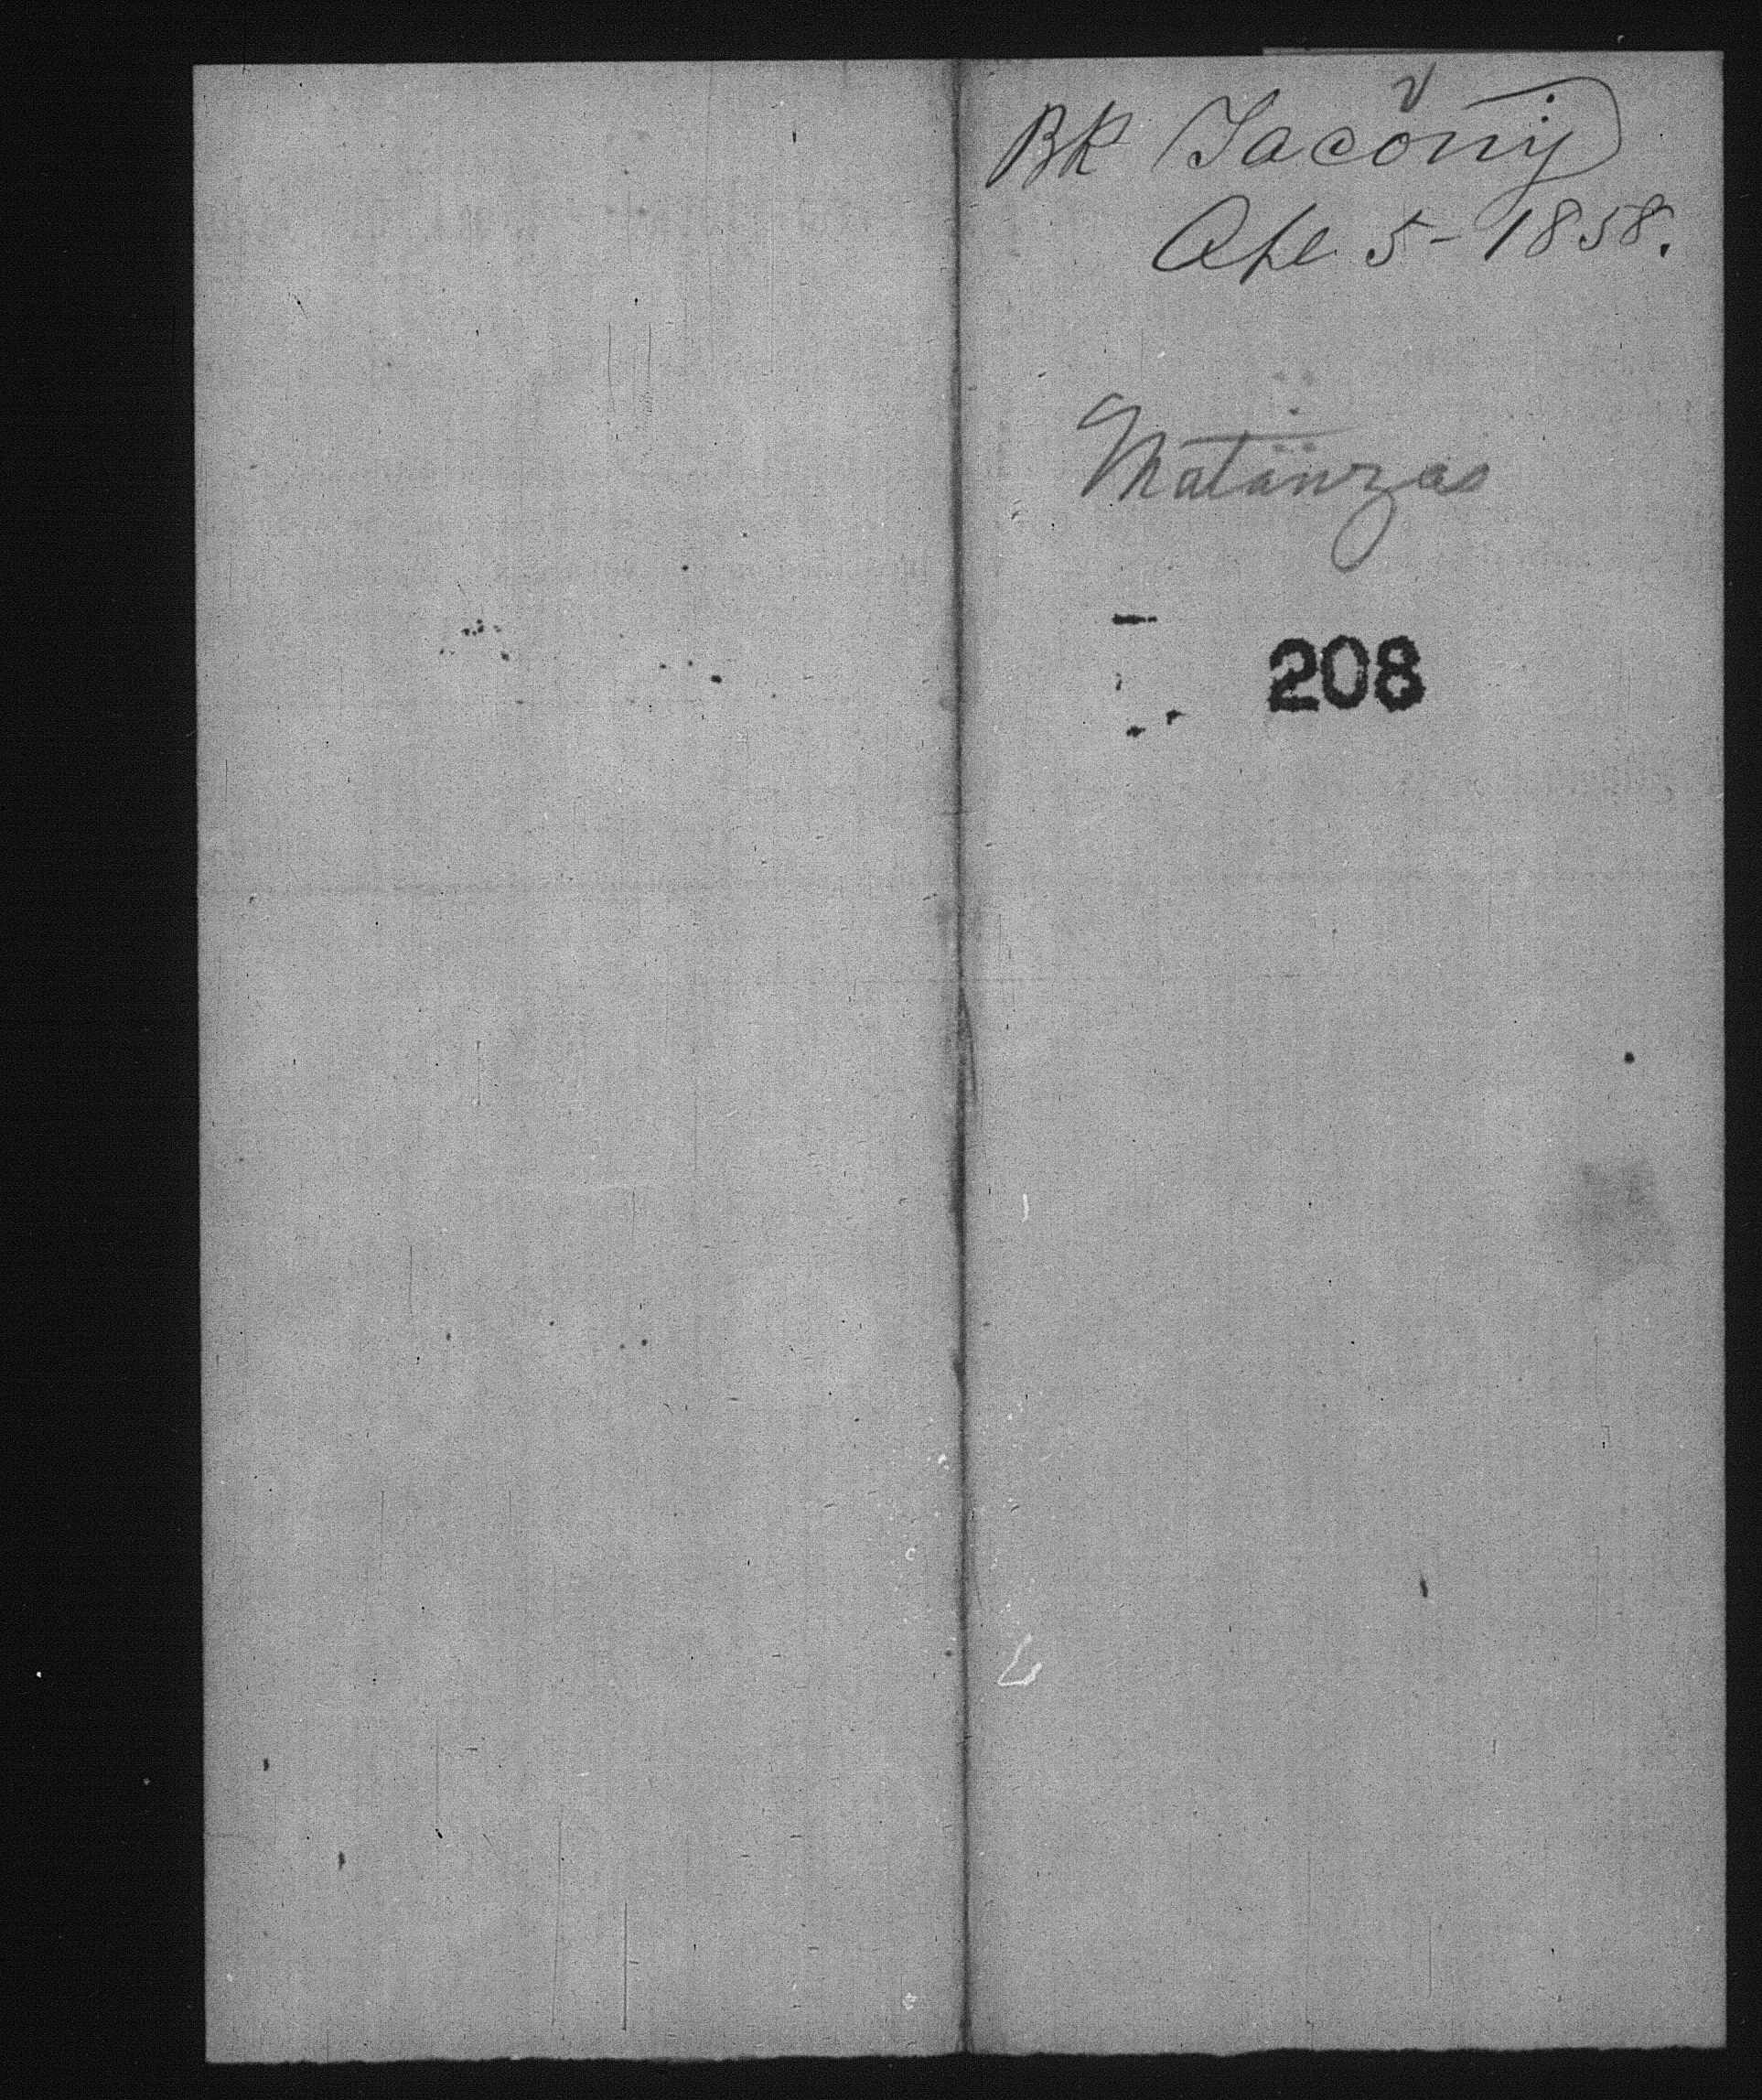 Bk Tacony
Apl 5-1858.
Matanzas
208